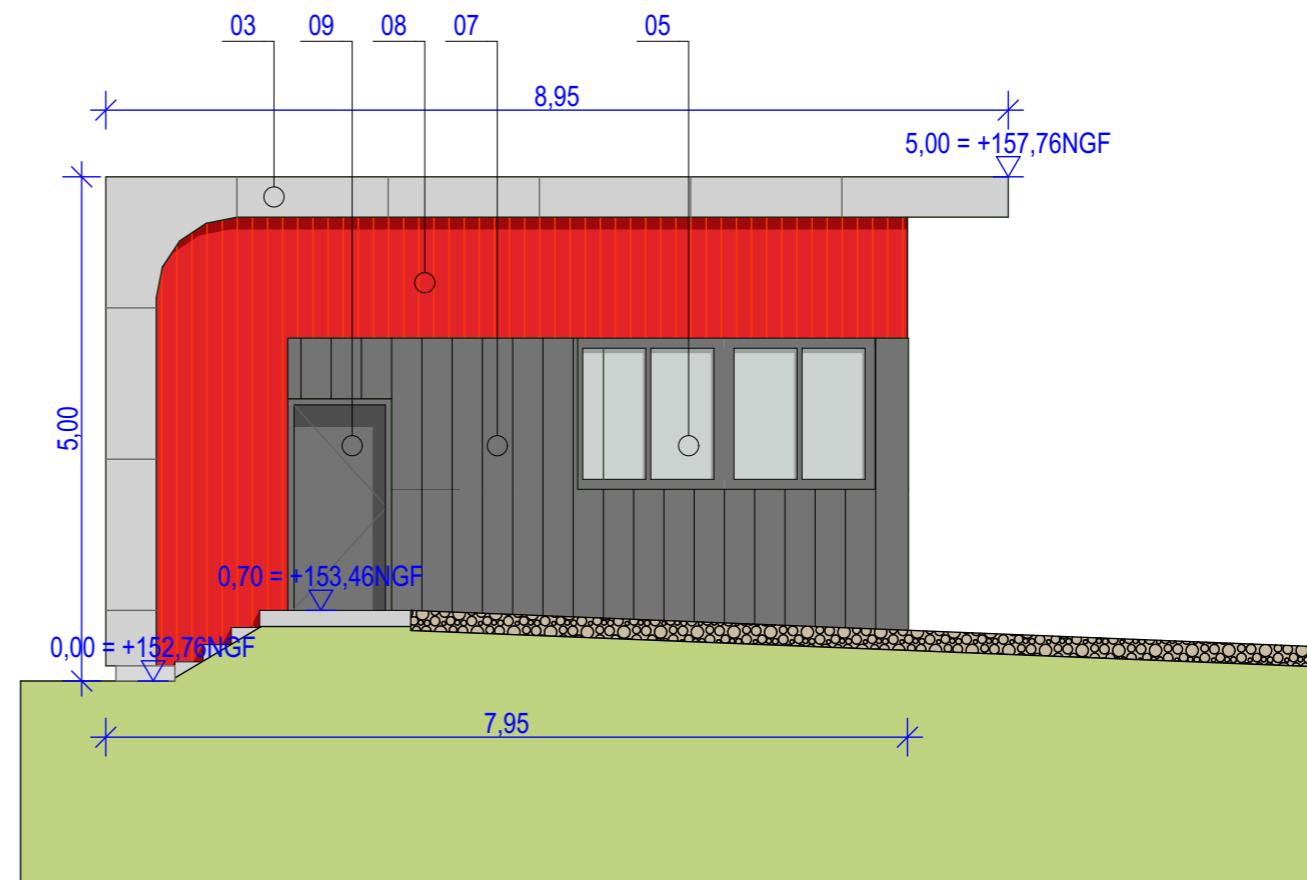 03 09 08 07 05
8,95
5,00 = +157,76NGF
5,00
0,70 = +153,46NGF
0,00 = +152,76NGF
7,95